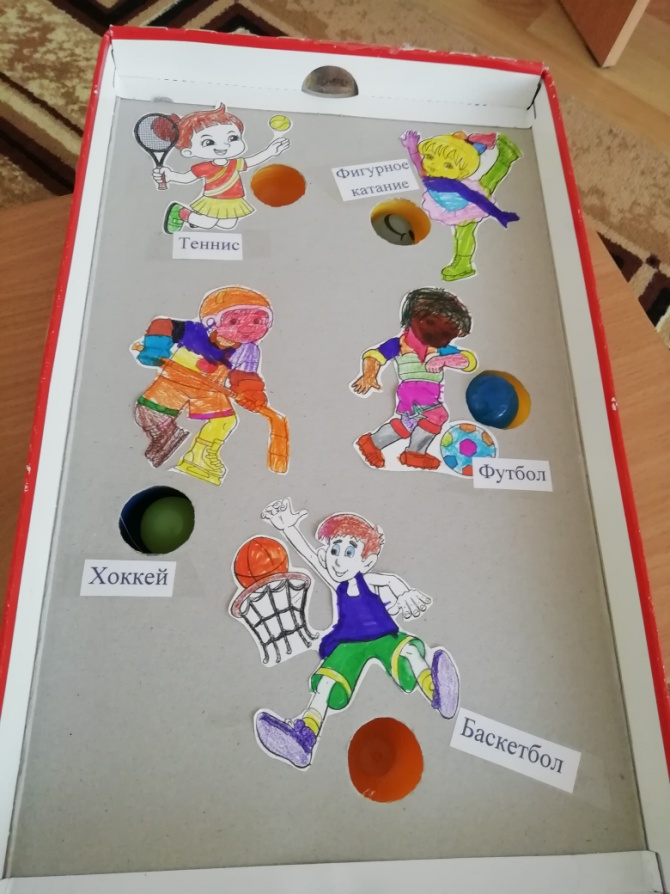 Теннис
Фигурное
катание
Футбол
Хоккей
Баскетбол